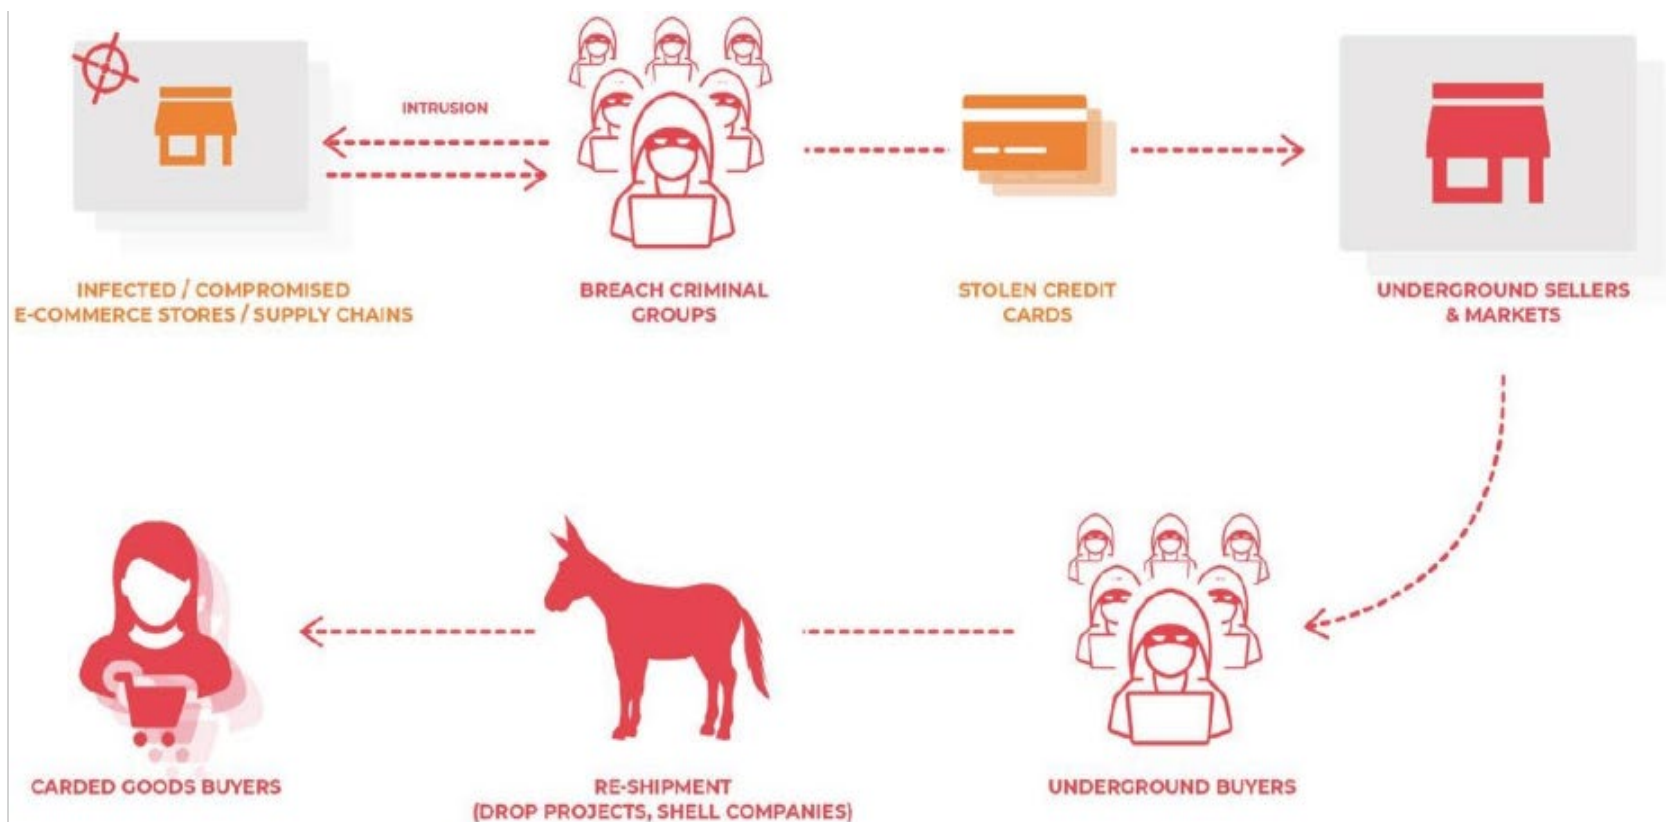 INTRUSION
INFECTED / COMPROMISED
E-COMMERCE STORES / SUPPLY CHAINS
BREACH CRIMINAL
GROUPS
STOLEN CREDIT
CARDS
UNDERGROUND SELLERS
& MARKETS
CARDED GOODS BUYERS
RE-SHIPMENT
(DROP PROJECTS, SHELL COMPANIES)
UNDERGROUND BUYERS